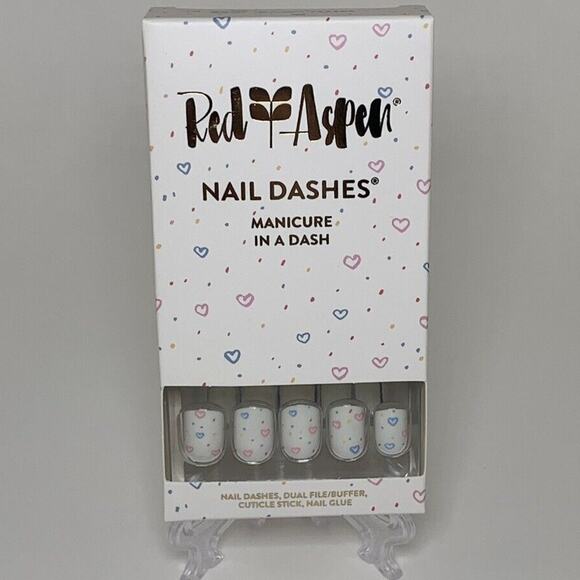 Red Aspen®
NAIL DASHES®
MANICURE
IN A DASH
NAIL DASHES, DUAL FILE/BUFFER,
CUTICLE STICK, NAIL GLUE